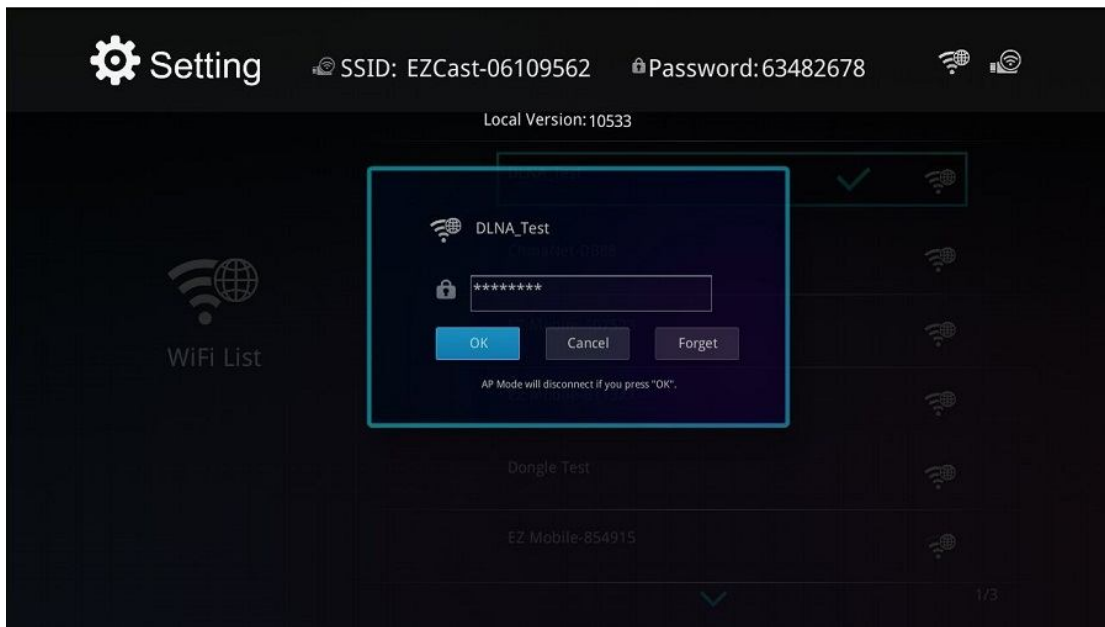 Setting SSID: EZCast-06109562 Password:63482678
Local Version:10533
DLNA_Test
********
OK Cancel Forget
AP Mode will disconnect if you press "OK".
WiFi List
Dongle Test
EZ Mobile-854915
1/3